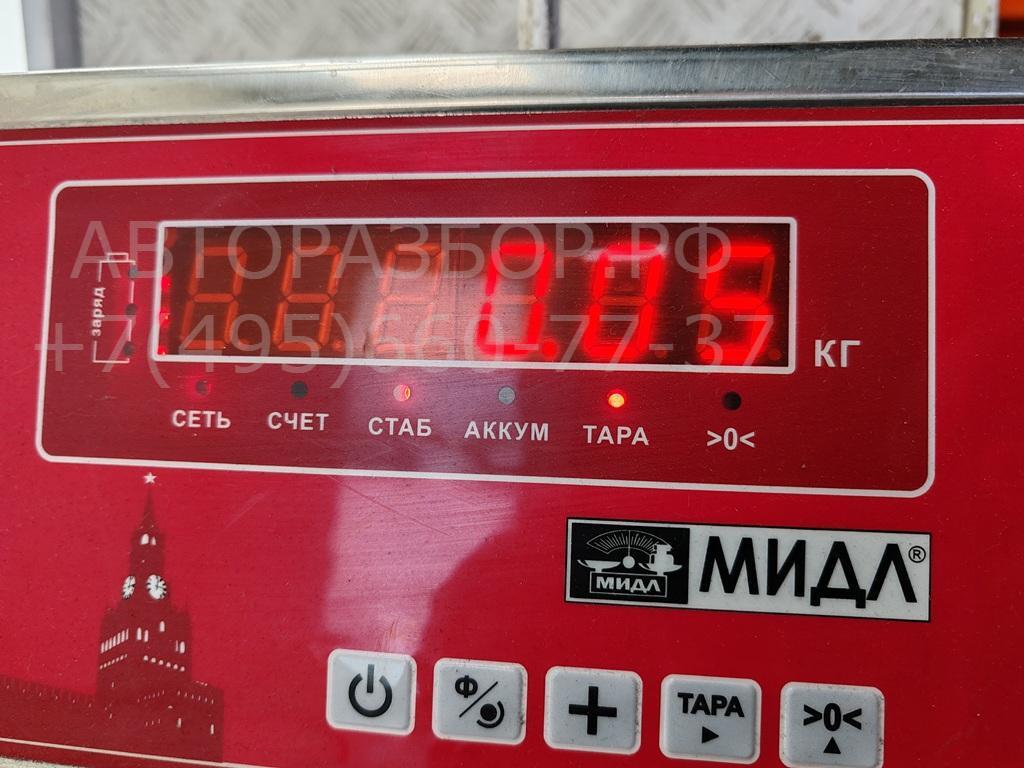 АВТОРАЗБОР.РФ
+7(495)660-77-37
заряд
0.05
КГ
СЕТЬ СЧЕТ СТАБ АККУМ ТАРА >0<
МИДЛ
МИДЛ®
Ф
ТАРА
>0<